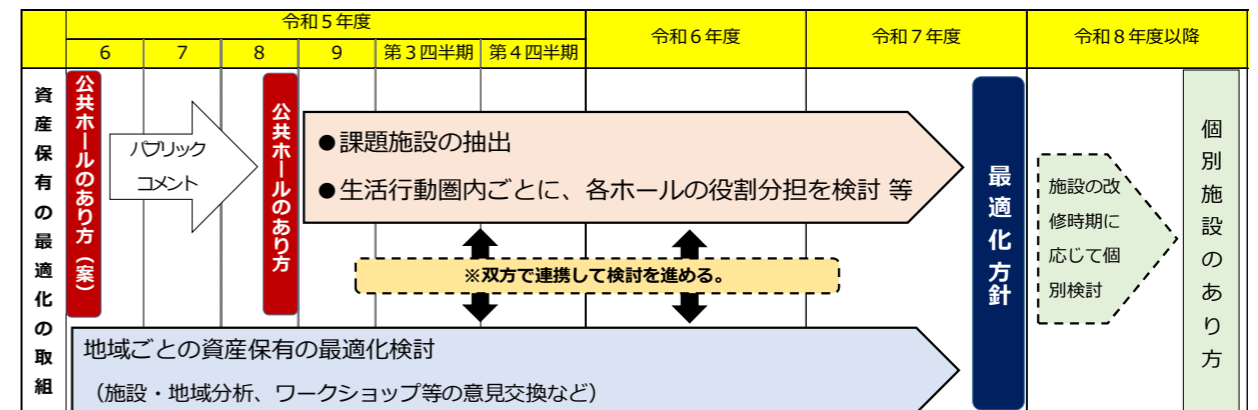 令和５年度
令和６年度
令和７年度
令和８年度以降
6
7
8
9
第３四半期
第４四半期
資産保有の最適化の取組
公共ホールのあり方（案）
パブリック
コメント
公共ホールのあり方
●課題施設の抽出
●生活行動圏内ごとに、各ホールの役割分担を検討 等
※双方で連携して検討を進める。
地域ごとの資産保有の最適化検討
（施設・地域分析、ワークショップ等の意見交換など）
最適化方針
施設の改
修時期に
応じて個
別検討
個別施設のあり方